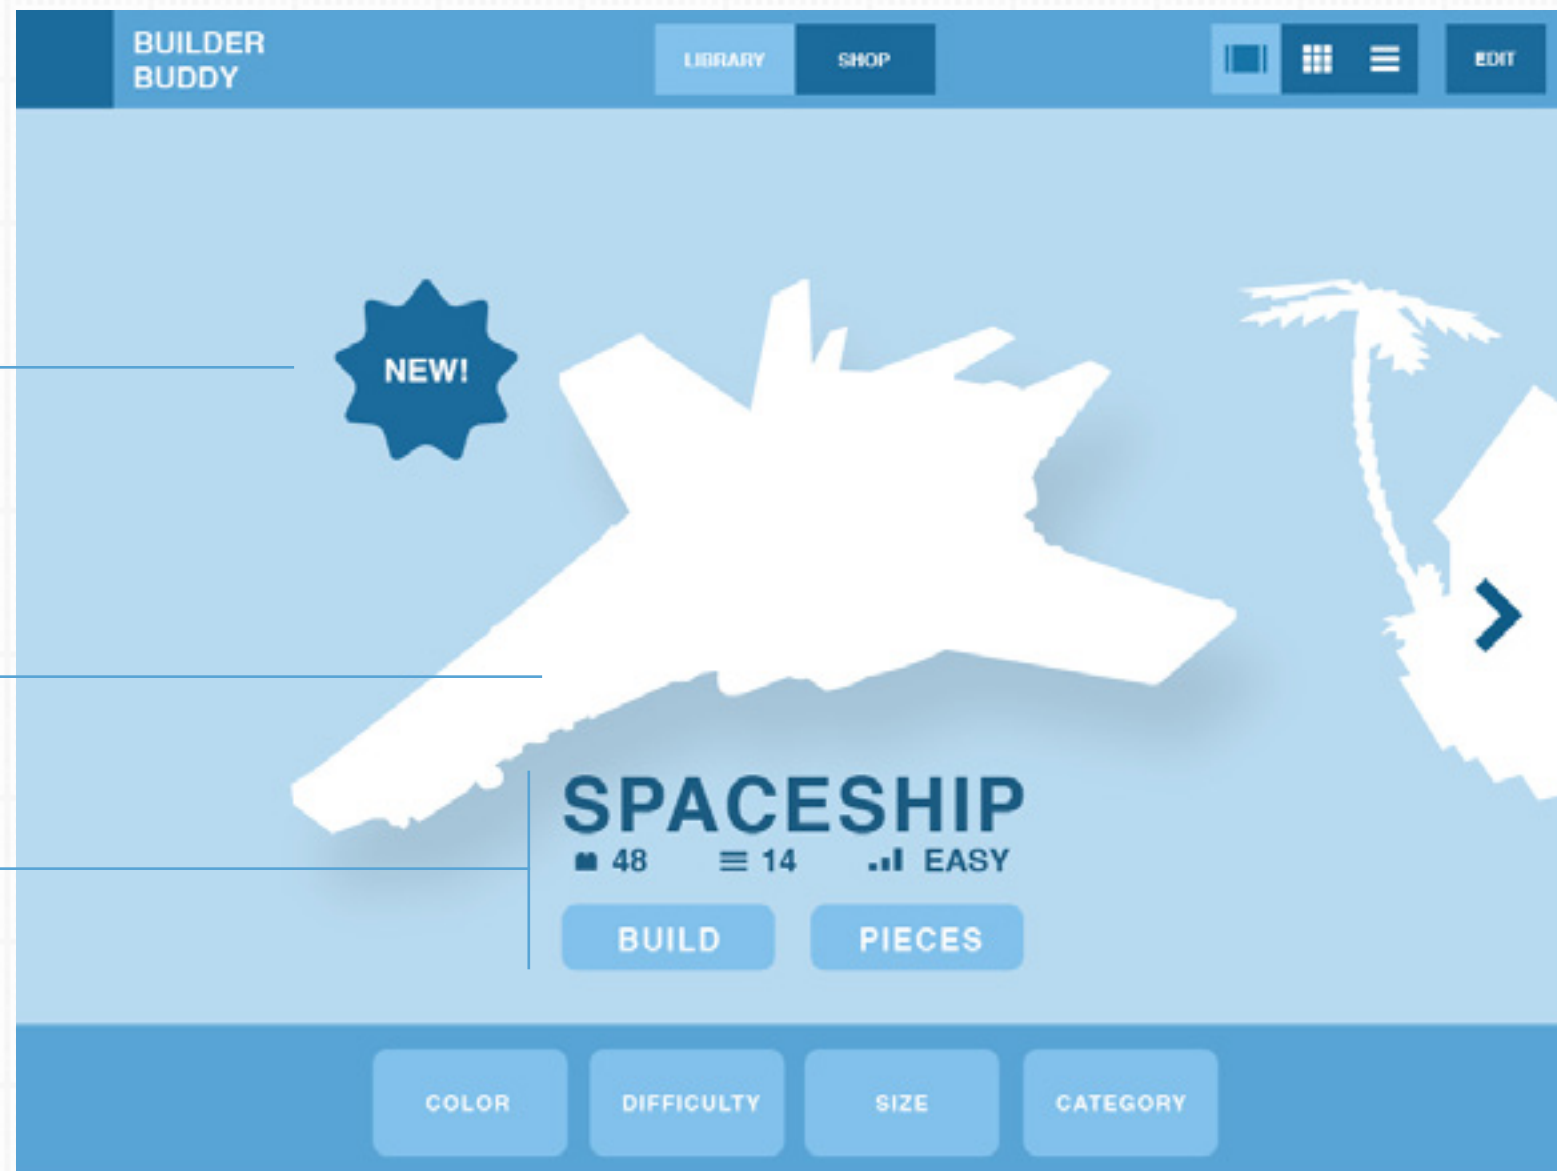 BUILDER
BUDDY
LIBRARY
SHOP
EDIT
NEW!
SPACESHIP
48
14
EASY
BUILD
PIECES
COLOR
DIFFICULTY
SIZE
CATEGORY